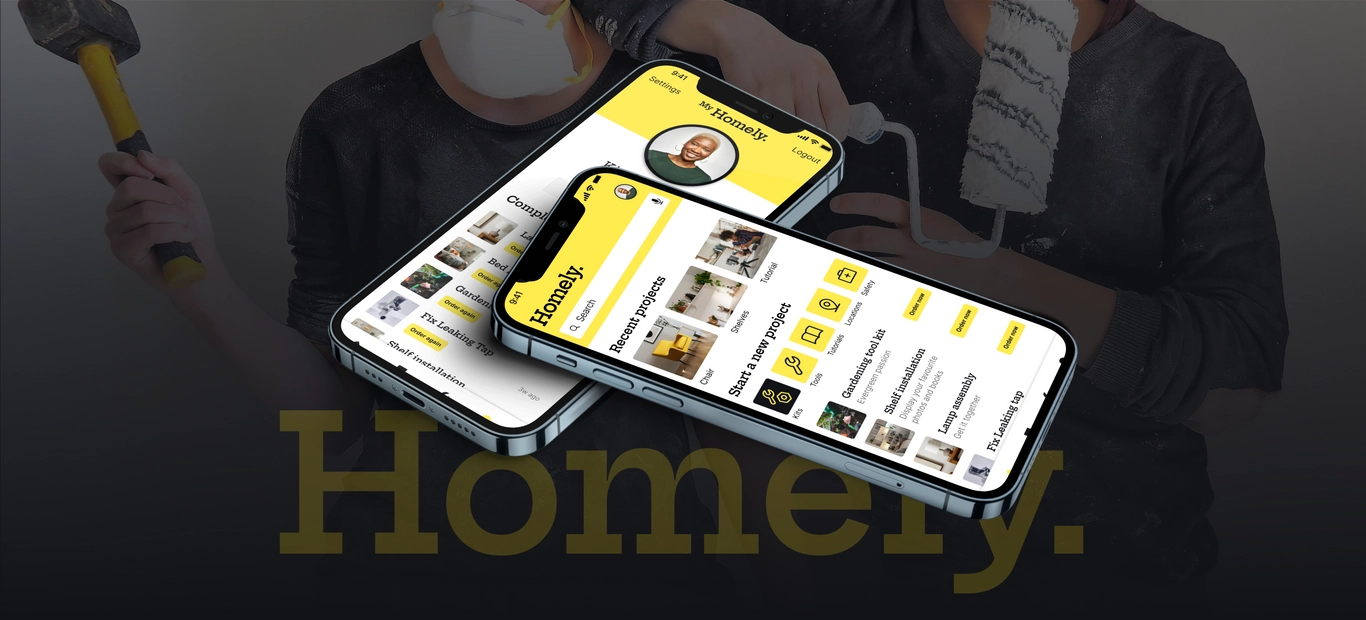 9:41
Settings
My Homely.
Logout
Order again
Gardening
Order again
Fix Leaking Tap
Order again
Shelf installation
3w ago
9:41
Homely.
Search
Recent projects
Chair
Shelves
Tutorial
Start a new project
Kits
Tools
Tutorials
Locations
Safety
Gardening tool kit
Evergreen passion
Order now
Shelf installation
Display your favourite
photos and books
Order now
Lamp assembly
Get it together
Order now
Fix Leaking tap
Homely.